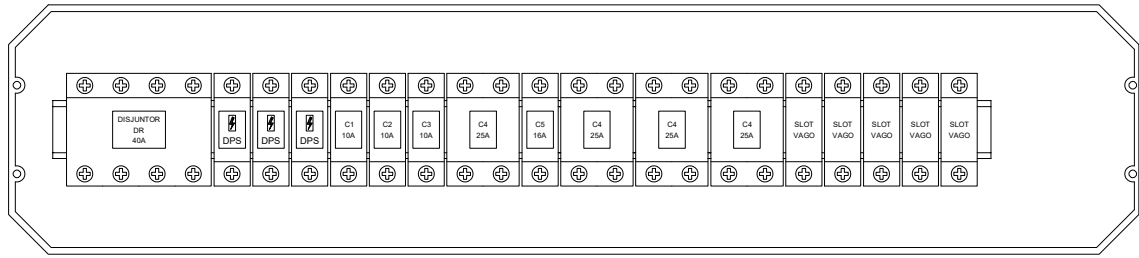 DISJUNTOR
DR
40A
DPS
DPS
DPS
C1
10A
C2
10A
C3
10A
C4
25A
C5
16A
C4
25A
C4
25A
C4
25A
SLOT
VAGO
SLOT
VAGO
SLOT
VAGO
SLOT
VAGO
SLOT
VAGO